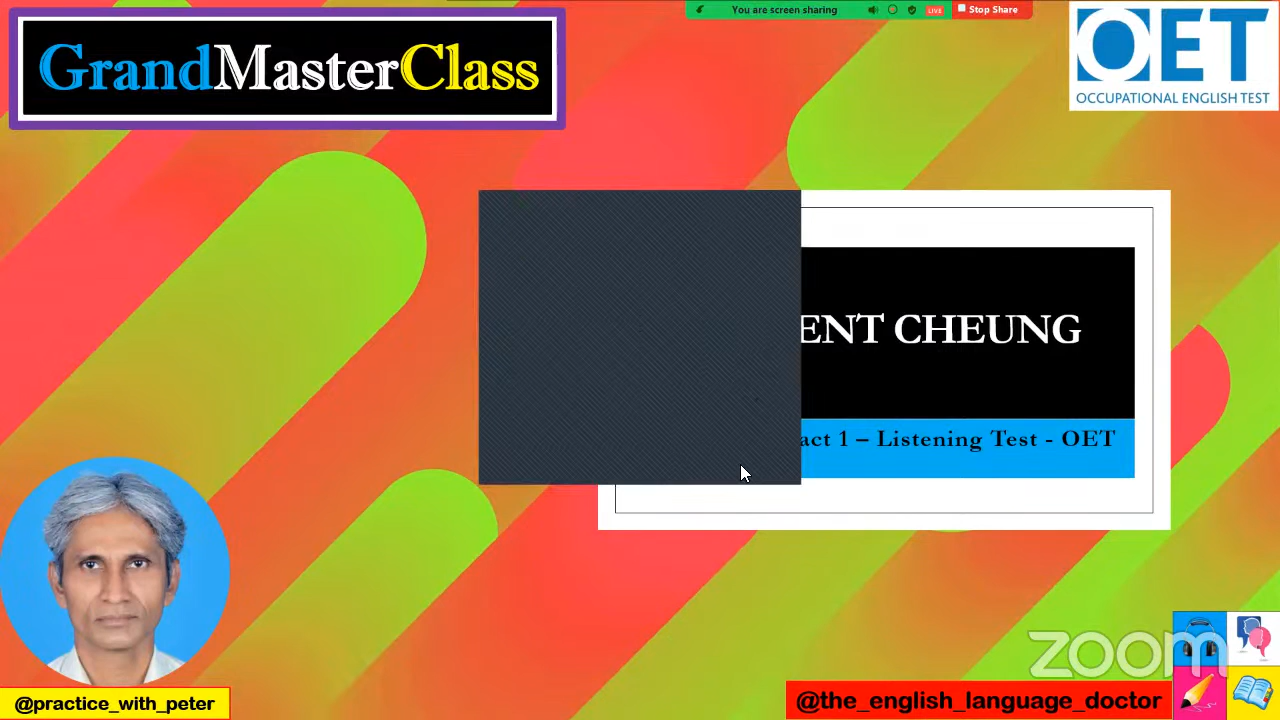 You are screen sharing
LIVE
Stop Share
GrandMasterClass
OET
OCCUPATIONAL ENGLISH TEST
ENT CHEUNG
act 1 – Listening Test - OET
zoom
@practice_with_peter
@the_english_language_doctor